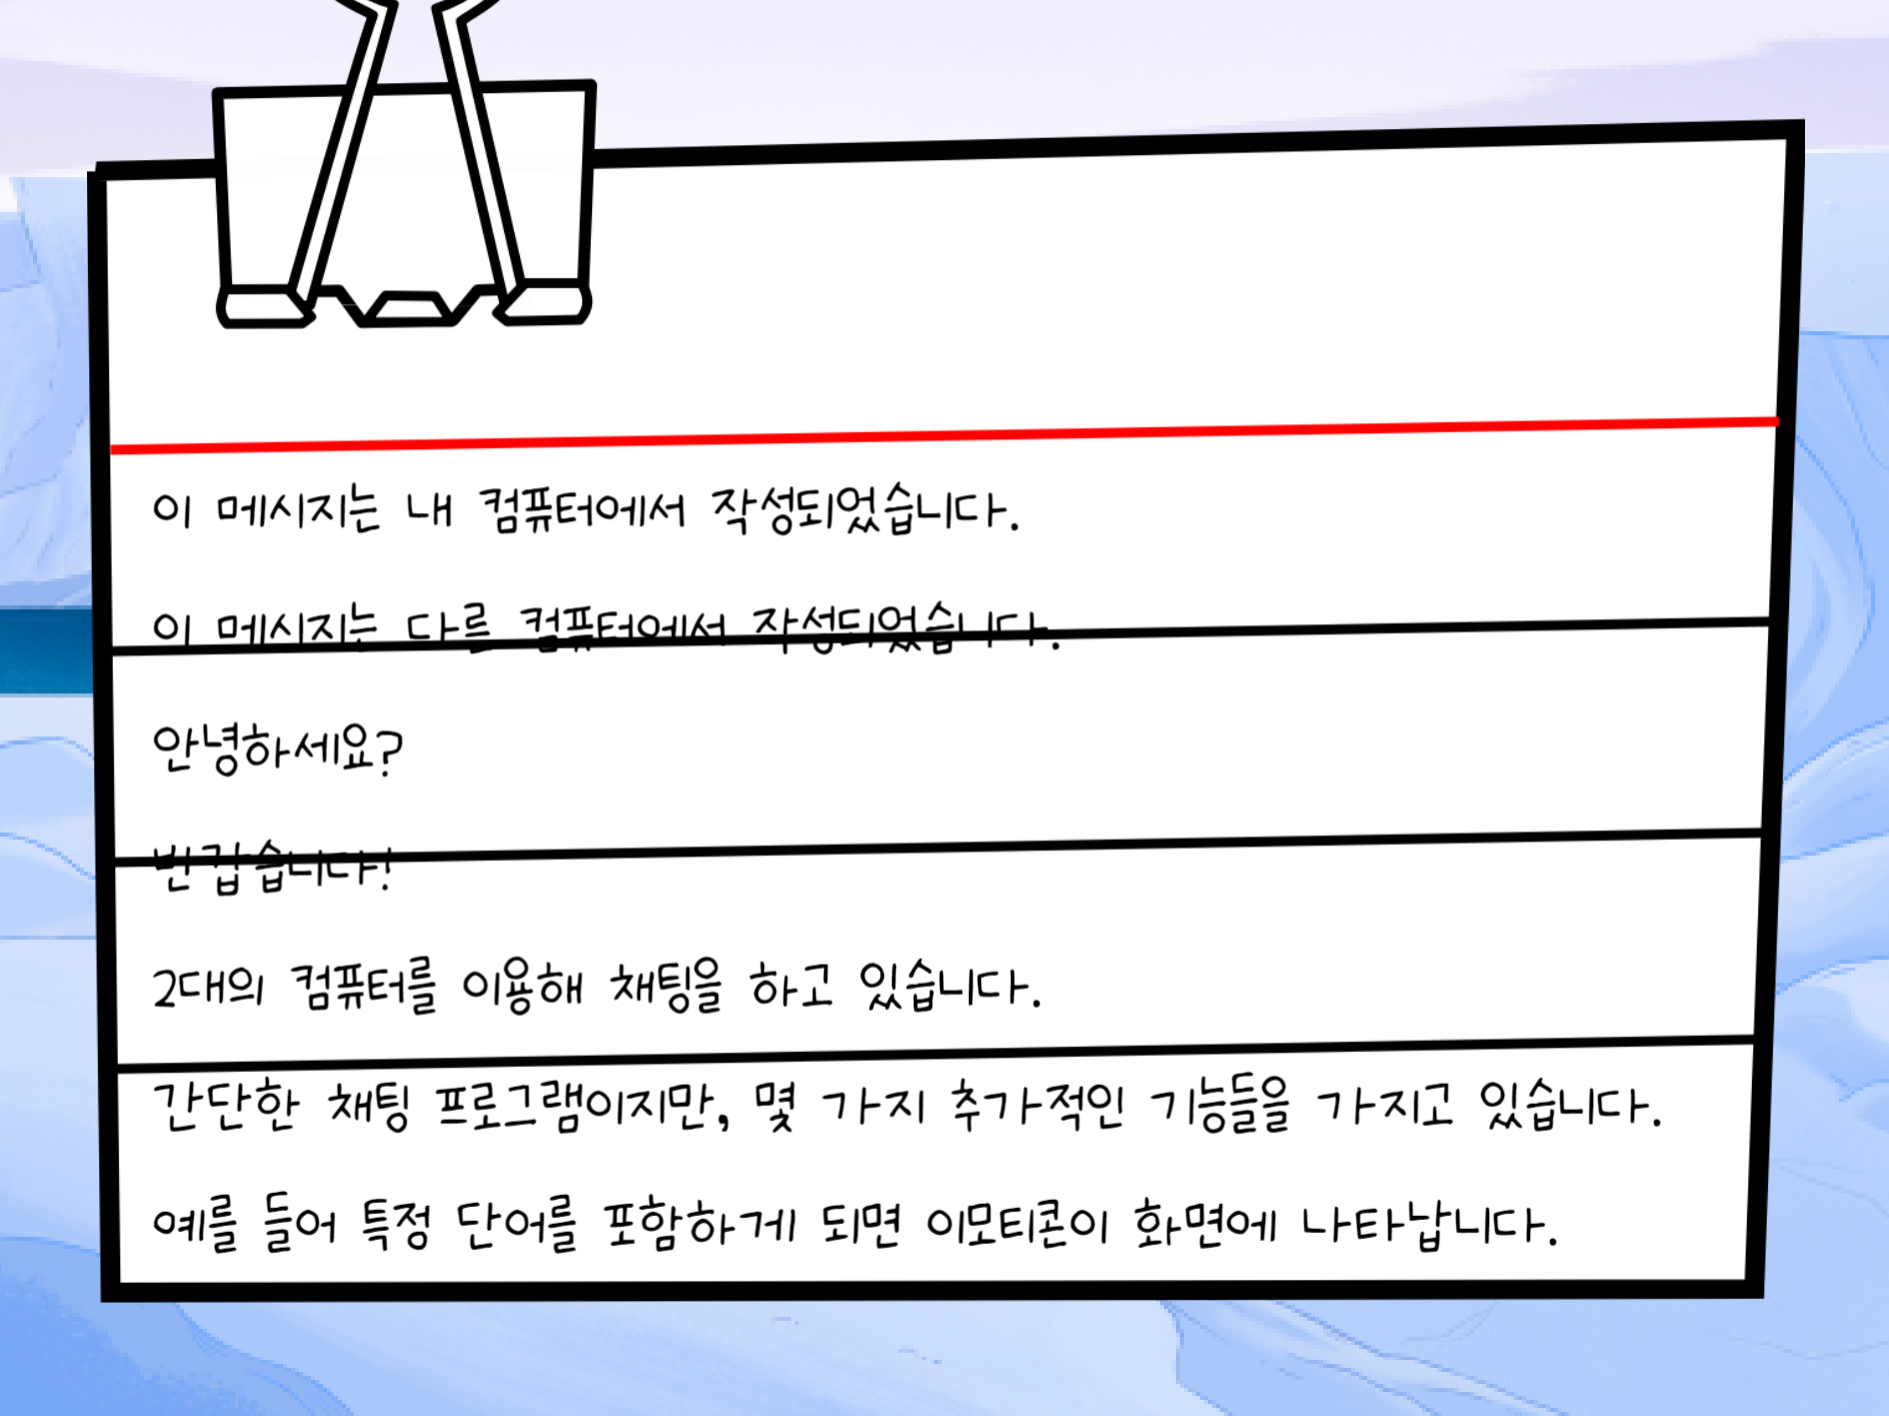 이 메시지는 내 컴퓨터에서 작성되었습니다.
이 메시지는 다른 컴퓨터에서 작성되었습니다.
안녕하세요?
반갑습니다!
2대의 컴퓨터를 이용해 채팅을 하고 있습니다.
간단한 채팅 프로그램이지만, 몇 가지 추가적인 기능들을 가지고 있습니다.
예를 들어 특정 단어를 포함하게 되면 이모티콘이 화면에 나타납니다.